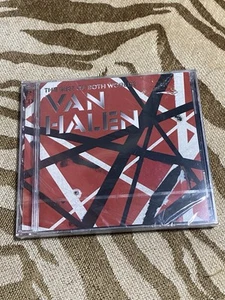 THE BEST OF BOTH WORLDS
VAN
HALEN